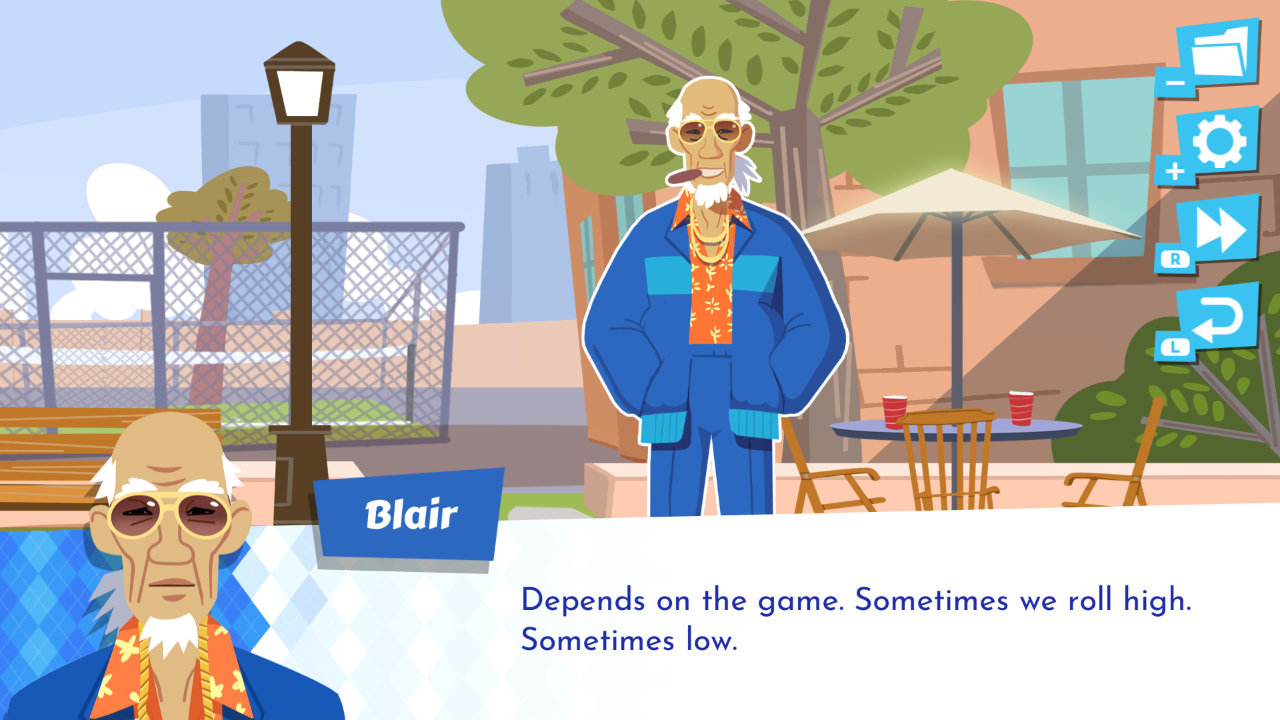 −
+
R
L
Blair
Depends on the game. Sometimes we roll high.
Sometimes low.